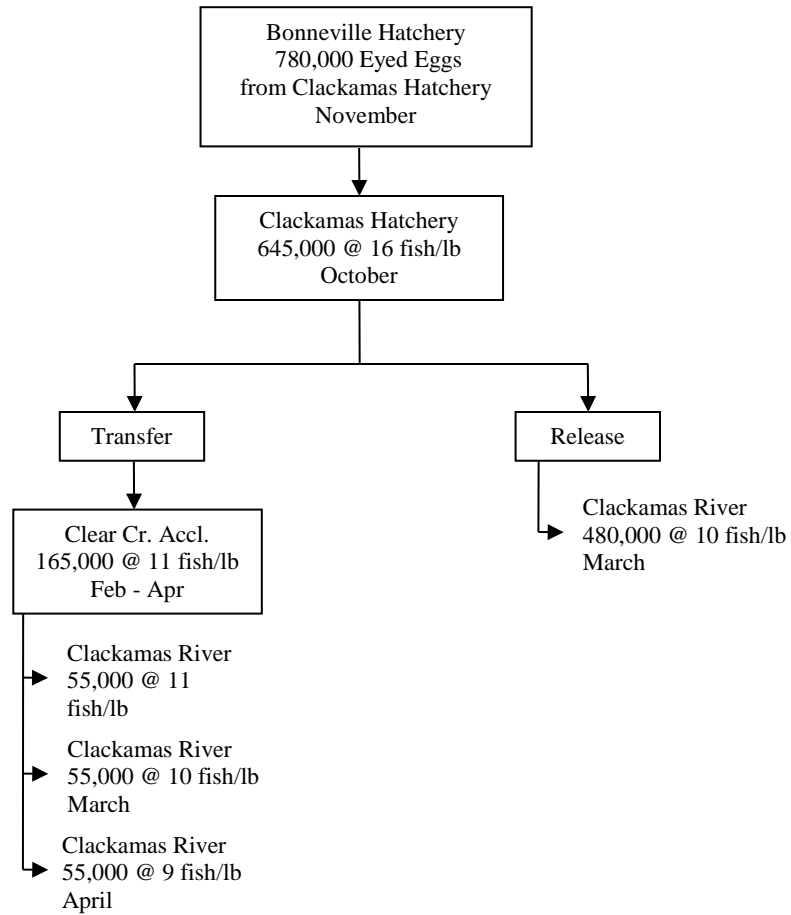 Bonneville Hatchery
780,000 Eyed Eggs
from Clackamas Hatchery
November
Clackamas Hatchery
645,000 @ 16 fish/lb
October
Transfer
Release
Clear Cr. Accl.
165,000 @ 11 fish/lb
Feb - Apr
Clackamas River
480,000 @ 10 fish/lb
March
Clackamas River
55,000 @ 11
fish/lb
Clackamas River
55,000 @ 10 fish/lb
March
Clackamas River
55,000 @ 9 fish/lb
April